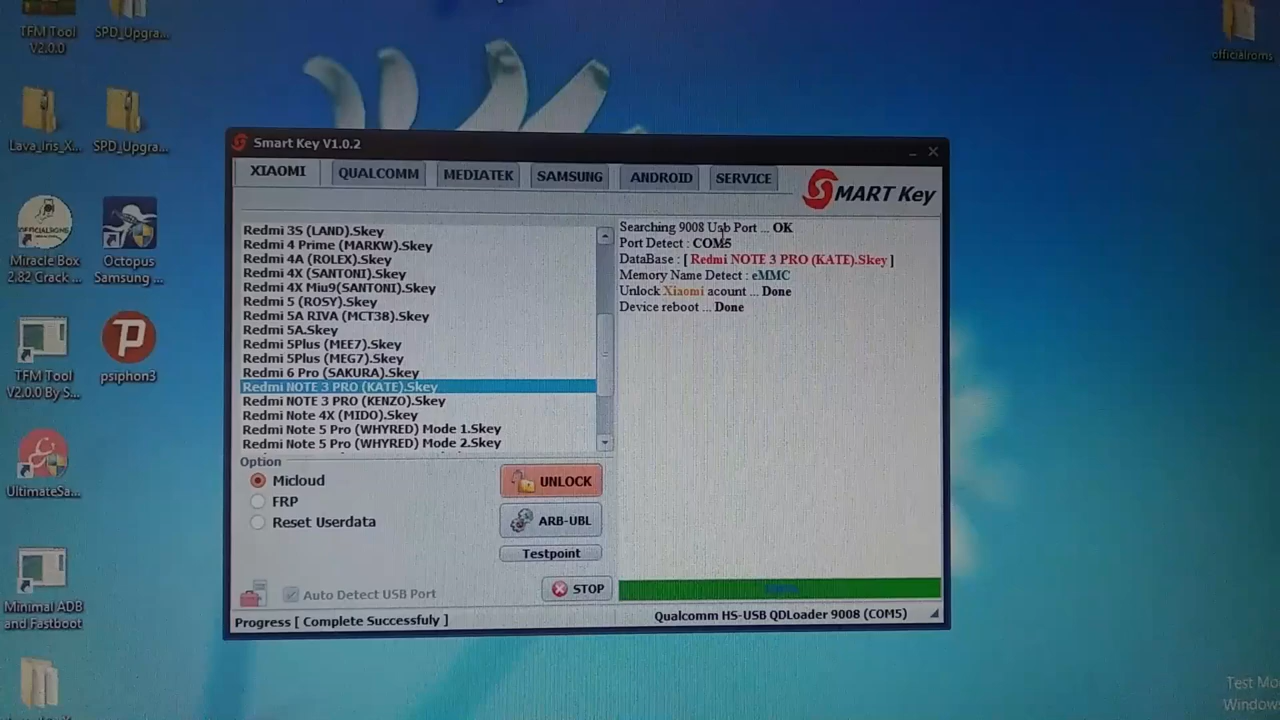 TFM Tool
V2.0.0
SPD_Upgra...
officialroms
Lava_Iris_X...
SPD_Upgra...
Miracle Box
2.82 Crack ...
Octopus
Samsung ...
TFM Tool
V2.0.0 By S...
psiphon3
UltimateSa...
Minimal ADB
and Fastboot
Smart Key V1.0.2
XIAOMI
QUALCOMM
MEDIATEK
SAMSUNG
ANDROID
SERVICE
SMART Key
Redmi 3S (LAND).Skey
Redmi 4 Prime (MARKW).Skey
Redmi 4A (ROLEX).Skey
Redmi 4X (SANTONI).Skey
Redmi 4X Miu9(SANTONI).Skey
Redmi 5 (ROSY).Skey
Redmi 5A RIVA (MCT38).Skey
Redmi 5A.Skey
Redmi 5Plus (MEE7).Skey
Redmi 5Plus (MEG7).Skey
Redmi 6 Pro (SAKURA).Skey
Redmi NOTE 3 PRO (KATE).Skey
Redmi NOTE 3 PRO (KENZO).Skey
Redmi Note 4X (MIDO).Skey
Redmi Note 5 Pro (WHYRED) Mode 1.Skey
Redmi Note 5 Pro (WHYRED) Mode 2.Skey
Searching 9008 Usb Port ... OK
Port Detect : COM5
DataBase : [ Redmi NOTE 3 PRO (KATE).Skey ]
Memory Name Detect : eMMC
Unlock Xiaomi acount ... Done
Device reboot ... Done
Option
Micloud
FRP
Reset Userdata
UNLOCK
ARB-UBL
Testpoint
Auto Detect USB Port
STOP
Progress [ Complete Successfuly ]
Qualcomm HS-USB QDLoader 9008 (COM5)
Test Mo
Window